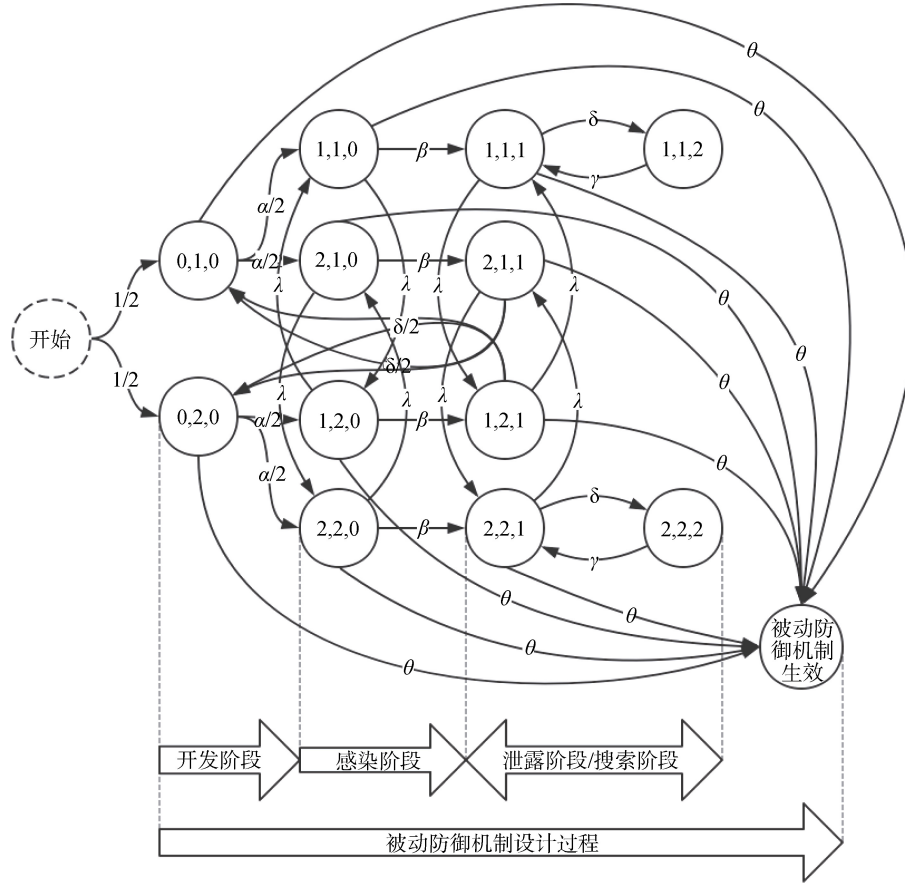 θ
θ
1,1,0
β
1,1,1
δ
γ
1,1,2
α/2
0,1,0
α/2
2,1,0
β
2,1,1
λ
λ
λ
λ
θ
θ
θ
1/2
开始
1/2
δ/2
δ/2
0,2,0
α/2
1,2,0
β
1,2,1
λ
λ
λ
λ
θ
α/2
2,2,0
β
2,2,1
δ
γ
2,2,2
θ
θ
θ
θ
被动防
御机制
生效
开发阶段
感染阶段
泄露阶段/搜索阶段
被动防御机制设计过程